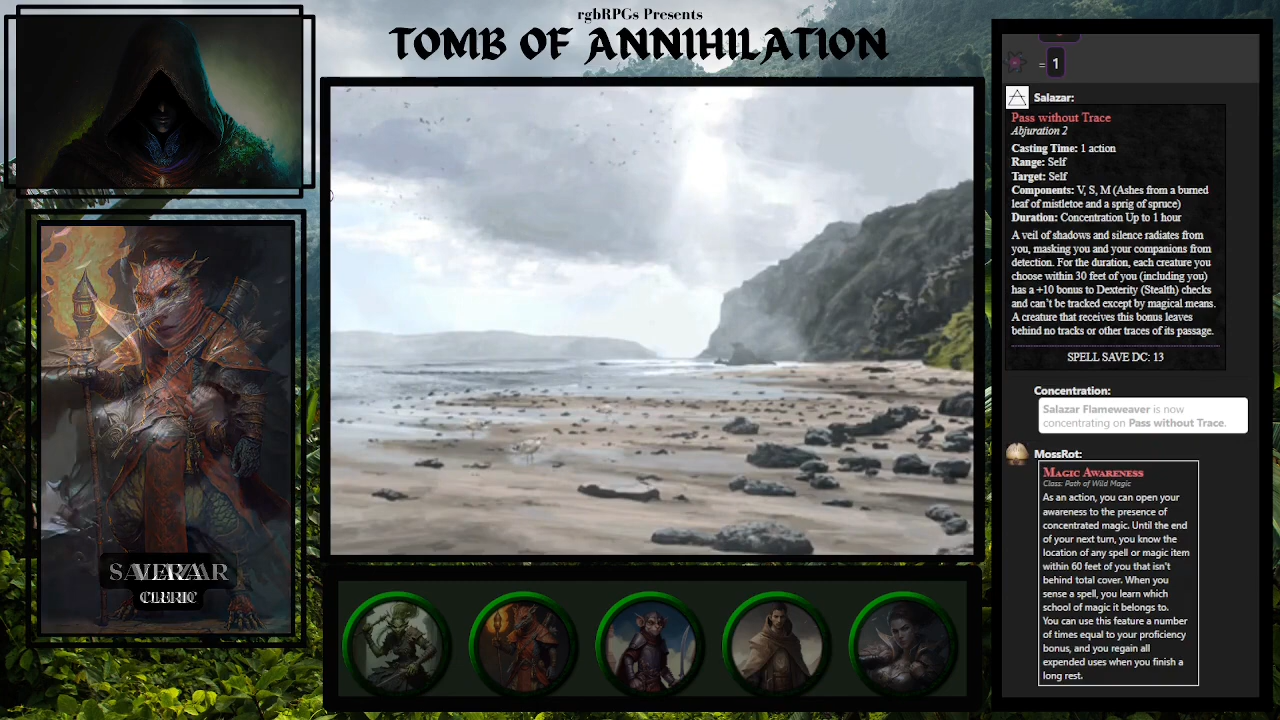 rgbRPGs Presents
TOMB OF ANNIHILATION
= 1
Salazar:
Pass without Trace
Abjuration 2
Casting Time: 1 action
Range: Self
Target: Self
Components: V, S, M (Ashes from a burned
leaf of mistletoe and a sprig of spruce)
Duration: Concentration Up to 1 hour
A veil of shadows and silence radiates from
you, masking you and your companions from
detection. For the duration, each creature you
choose within 30 feet of you (including you)
has a +10 bonus to Dexterity (Stealth) checks
and can't be tracked except by magical means.
A creature that receives this bonus leaves
behind no tracks or other traces of its passage.
SPELL SAVE DC: 13
Concentration:
Salazar Flameweaver is now
concentrating on Pass without Trace.
MossRot:
MAGIC AWARENESS
Class: Path of Wild Magic
As an action, you can open your
awareness to the presence of
concentrated magic. Until the end
of your next turn, you know the
location of any spell or magic item
within 60 feet of you that isn't
behind total cover. When you
sense a spell, you learn which
school of magic it belongs to.
You can use this feature a number
of times equal to your proficiency
bonus, and you regain all
expended uses when you finish a
long rest.